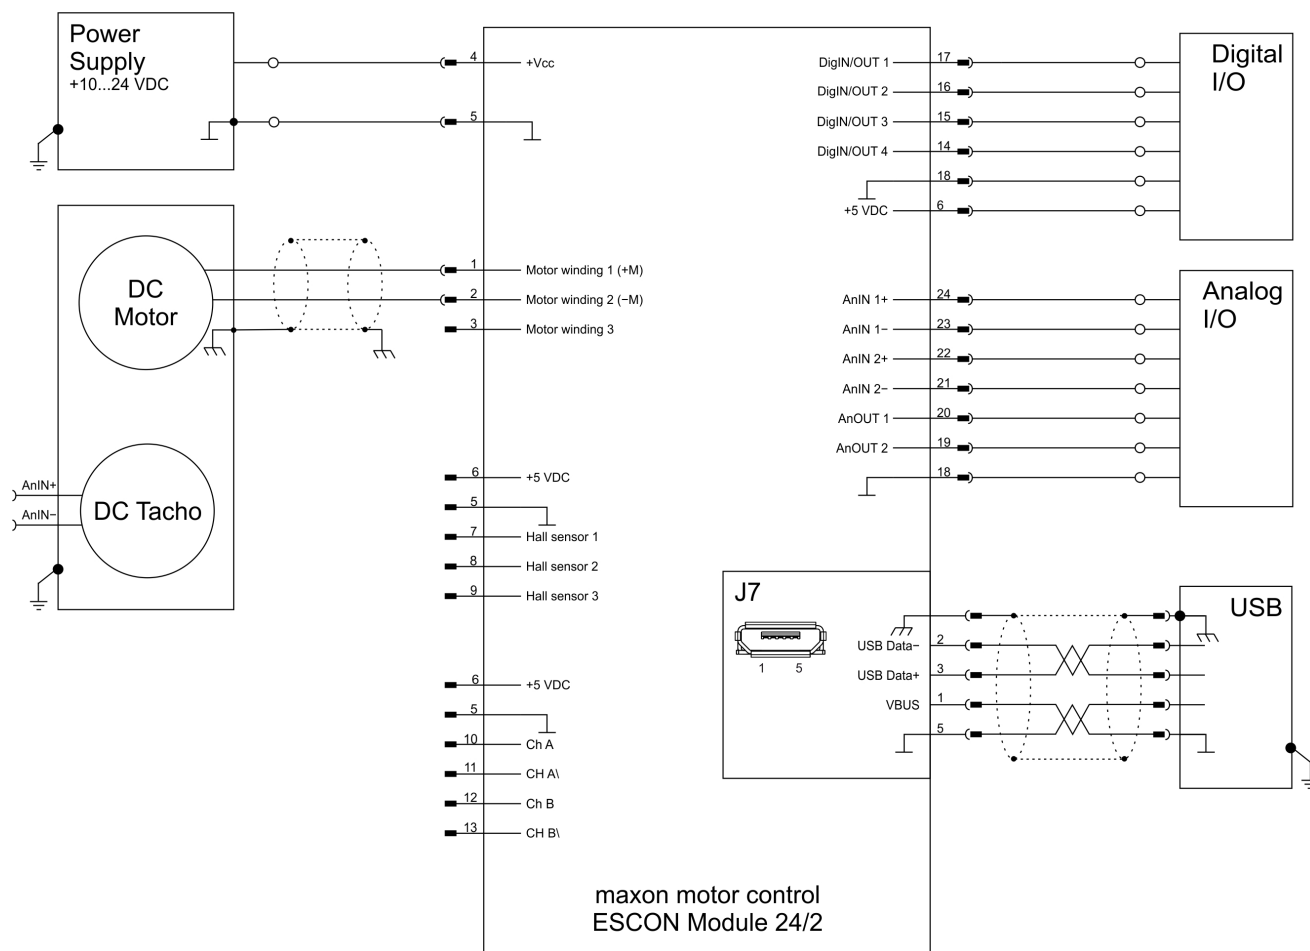 Power
Supply
+10...24 VDC
4
+Vcc
5
DC
Motor
1
Motor winding 1 (+M)
2
Motor winding 2 (−M)
3
Motor winding 3
AnIN+
AnIN−
DC Tacho
6
+5 VDC
5
7
Hall sensor 1
8
Hall sensor 2
9
Hall sensor 3
6
+5 VDC
5
10
Ch A
11
CH A\
12
Ch B
13
CH B\
DigIN/OUT 1
17
DigIN/OUT 2
16
DigIN/OUT 3
15
DigIN/OUT 4
14
18
+5 VDC
6
Digital
I/O
AnIN 1+
24
AnIN 1−
23
AnIN 2+
22
AnIN 2−
21
AnOUT 1
20
AnOUT 2
19
18
Analog
I/O
J7
1 5
USB Data−
2
USB Data+
3
VBUS
1
5
USB
maxon motor control
ESCON Module 24/2